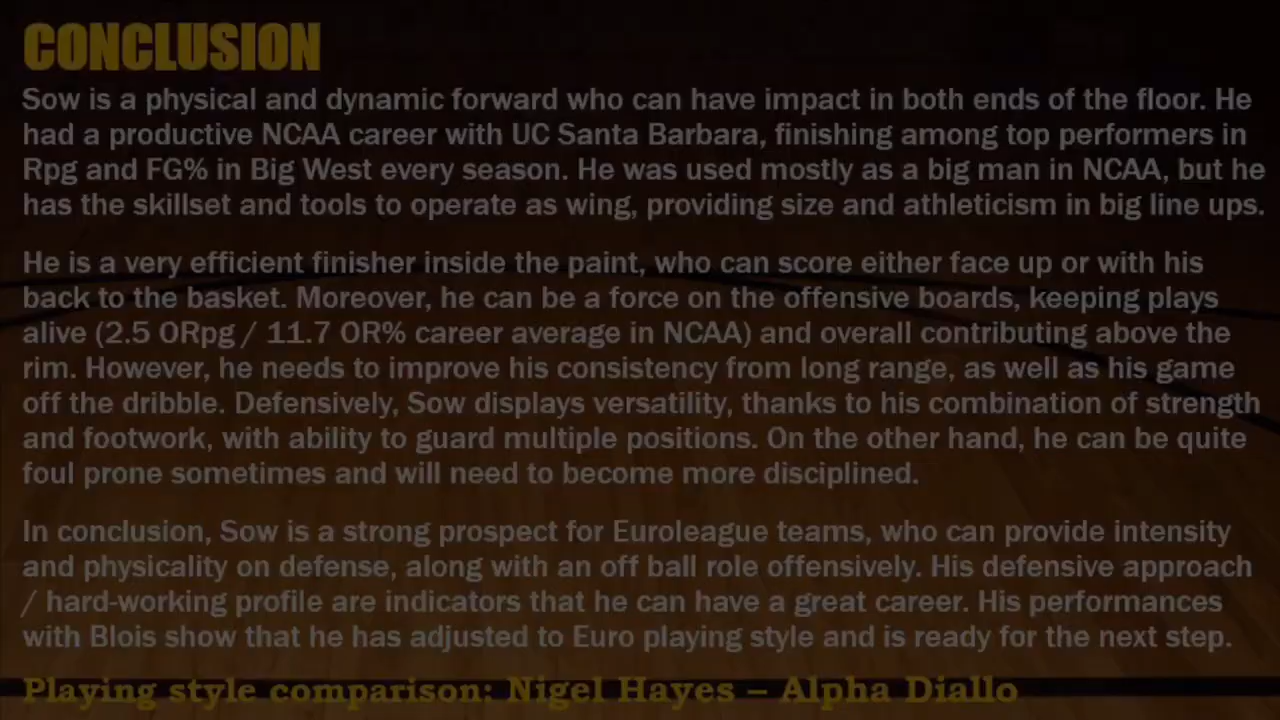 CONCLUSION
Sow is a physical and dynamic forward who can have impact in both ends of the floor. He
had a productive NCAA career with UC Santa Barbara, finishing among top performers in
Rpg and FG% in Big West every season. He was used mostly as a big man in NCAA, but he
has the skillset and tools to operate as wing, providing size and athleticism in big line ups.
He is a very efficient finisher inside the paint, who can score either face up or with his
back to the basket. Moreover, he can be a force on the offensive boards, keeping plays
alive (2.5 ORpg / 11.7 OR% career average in NCAA) and overall contributing above the
rim. However, he needs to improve his consistency from long range, as well as his game
off the dribble. Defensively, Sow displays versatility, thanks to his combination of strength
and footwork, with ability to guard multiple positions. On the other hand, he can be quite
foul prone sometimes and will need to become more disciplined.
In conclusion, Sow is a strong prospect for Euroleague teams, who can provide intensity
and physicality on defense, along with an off ball role offensively. His defensive approach
/ hard-working profile are indicators that he can have a great career. His performances
with Blois show that he has adjusted to Euro playing style and is ready for the next step.
Playing style comparison: Nigel Hayes – Alpha Diallo